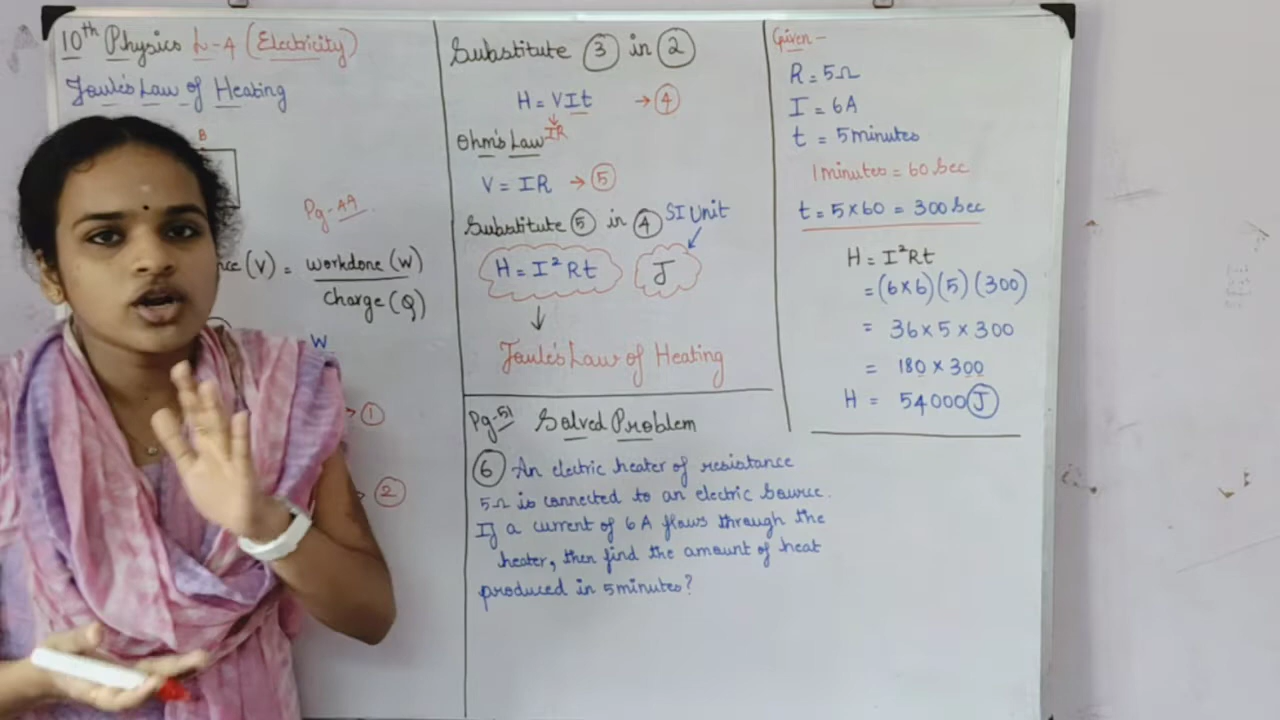 10th Physics L-4 (Electricity)
Joule's Law of Heating
B
Pg-44
(V) = workdone (W)
charge (Q)
W
→ ①
→ ②
Substitute ③ in ②
H = VIt → ④
IR
Ohm's Law
V = IR → ⑤
Substitute ⑤ in ④ SI Unit
H = I²Rt J
↓
Joule's Law of Heating
Pg-51 Solved Problem
⑥ An electric heater of resistance
5Ω is connected to an electric source.
If a current of 6 A flows through the
heater, then find the amount of heat
produced in 5 minutes?
Given -
R = 5Ω
I = 6A
t = 5 minutes
1 minutes = 60 sec
t = 5 × 60 = 300 sec
H = I²Rt
= (6×6) (5) (300)
= 36 × 5 × 300
= 180 × 300
H = 54000 J